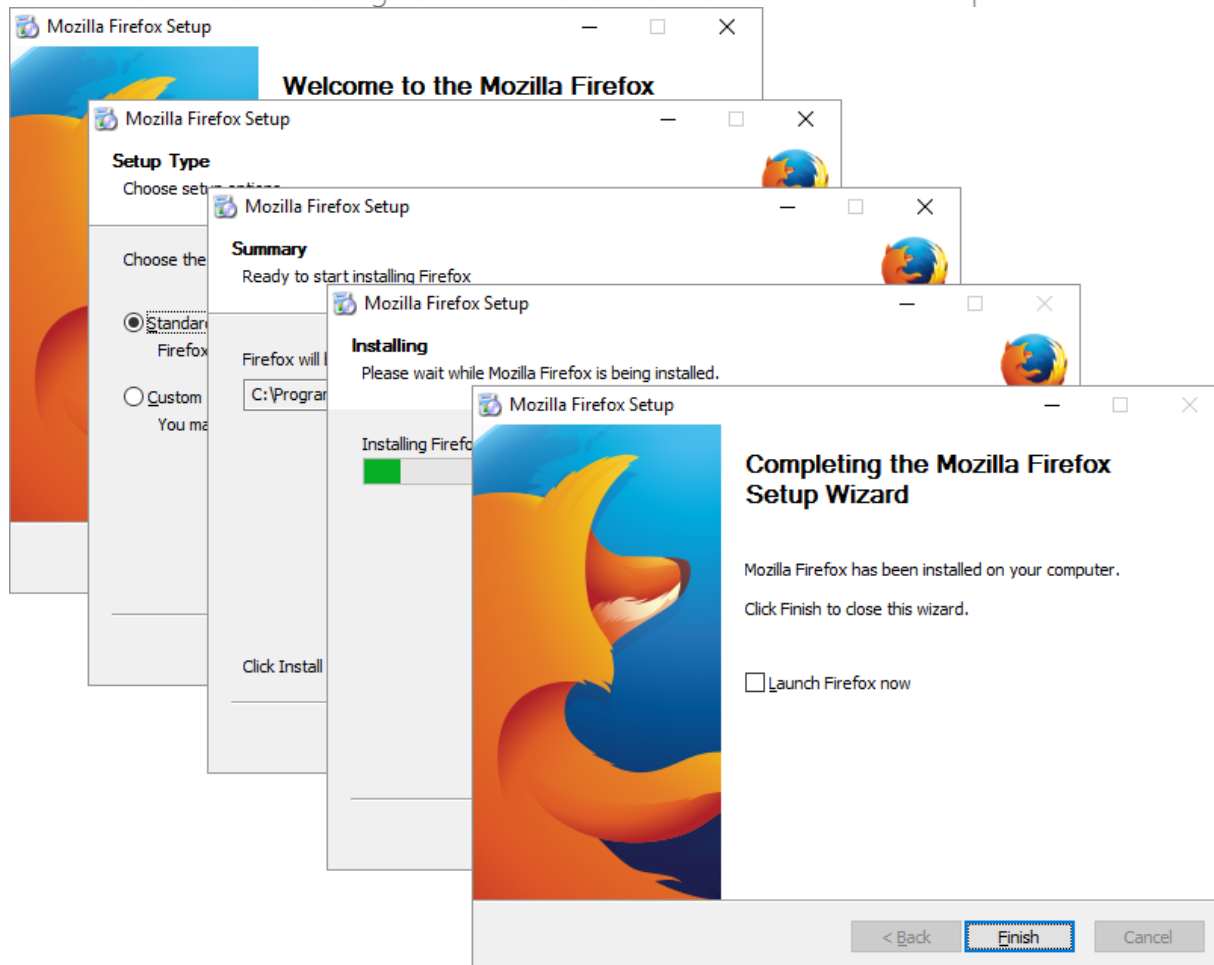 Mozilla Firefox Setup
Welcome to the Mozilla Firefox
Mozilla Firefox Setup
Setup Type
Choose setup options
Choose the
Standard
Firefox
Custom
You ma
Mozilla Firefox Setup
Summary
Ready to start installing Firefox
Firefox will
C:\Progra
Click Install
Mozilla Firefox Setup
Installing
Please wait while Mozilla Firefox is being installed.
Installing Firefo
Mozilla Firefox Setup
Completing the Mozilla Firefox
Setup Wizard
Mozilla Firefox has been installed on your computer.
Click Finish to close this wizard.
Launch Firefox now
< Back Finish Cancel